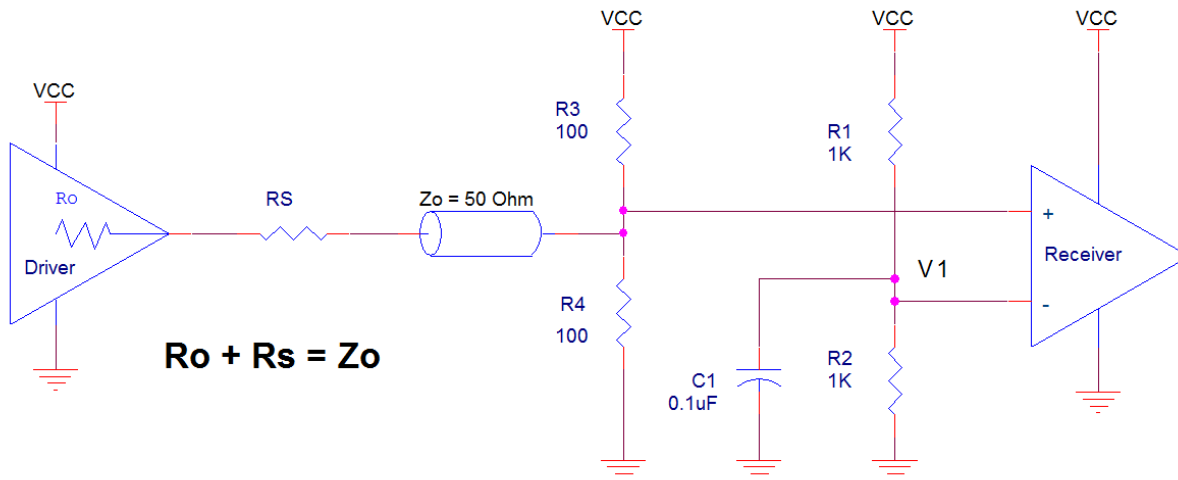 VCC
Ro
Driver
RS
Zo = 50 Ohm
VCC
R3
100
R4
100
VCC
R1
1K
V1
C1
0.1uF
R2
1K
VCC
+
Receiver
-
Ro + Rs = Zo